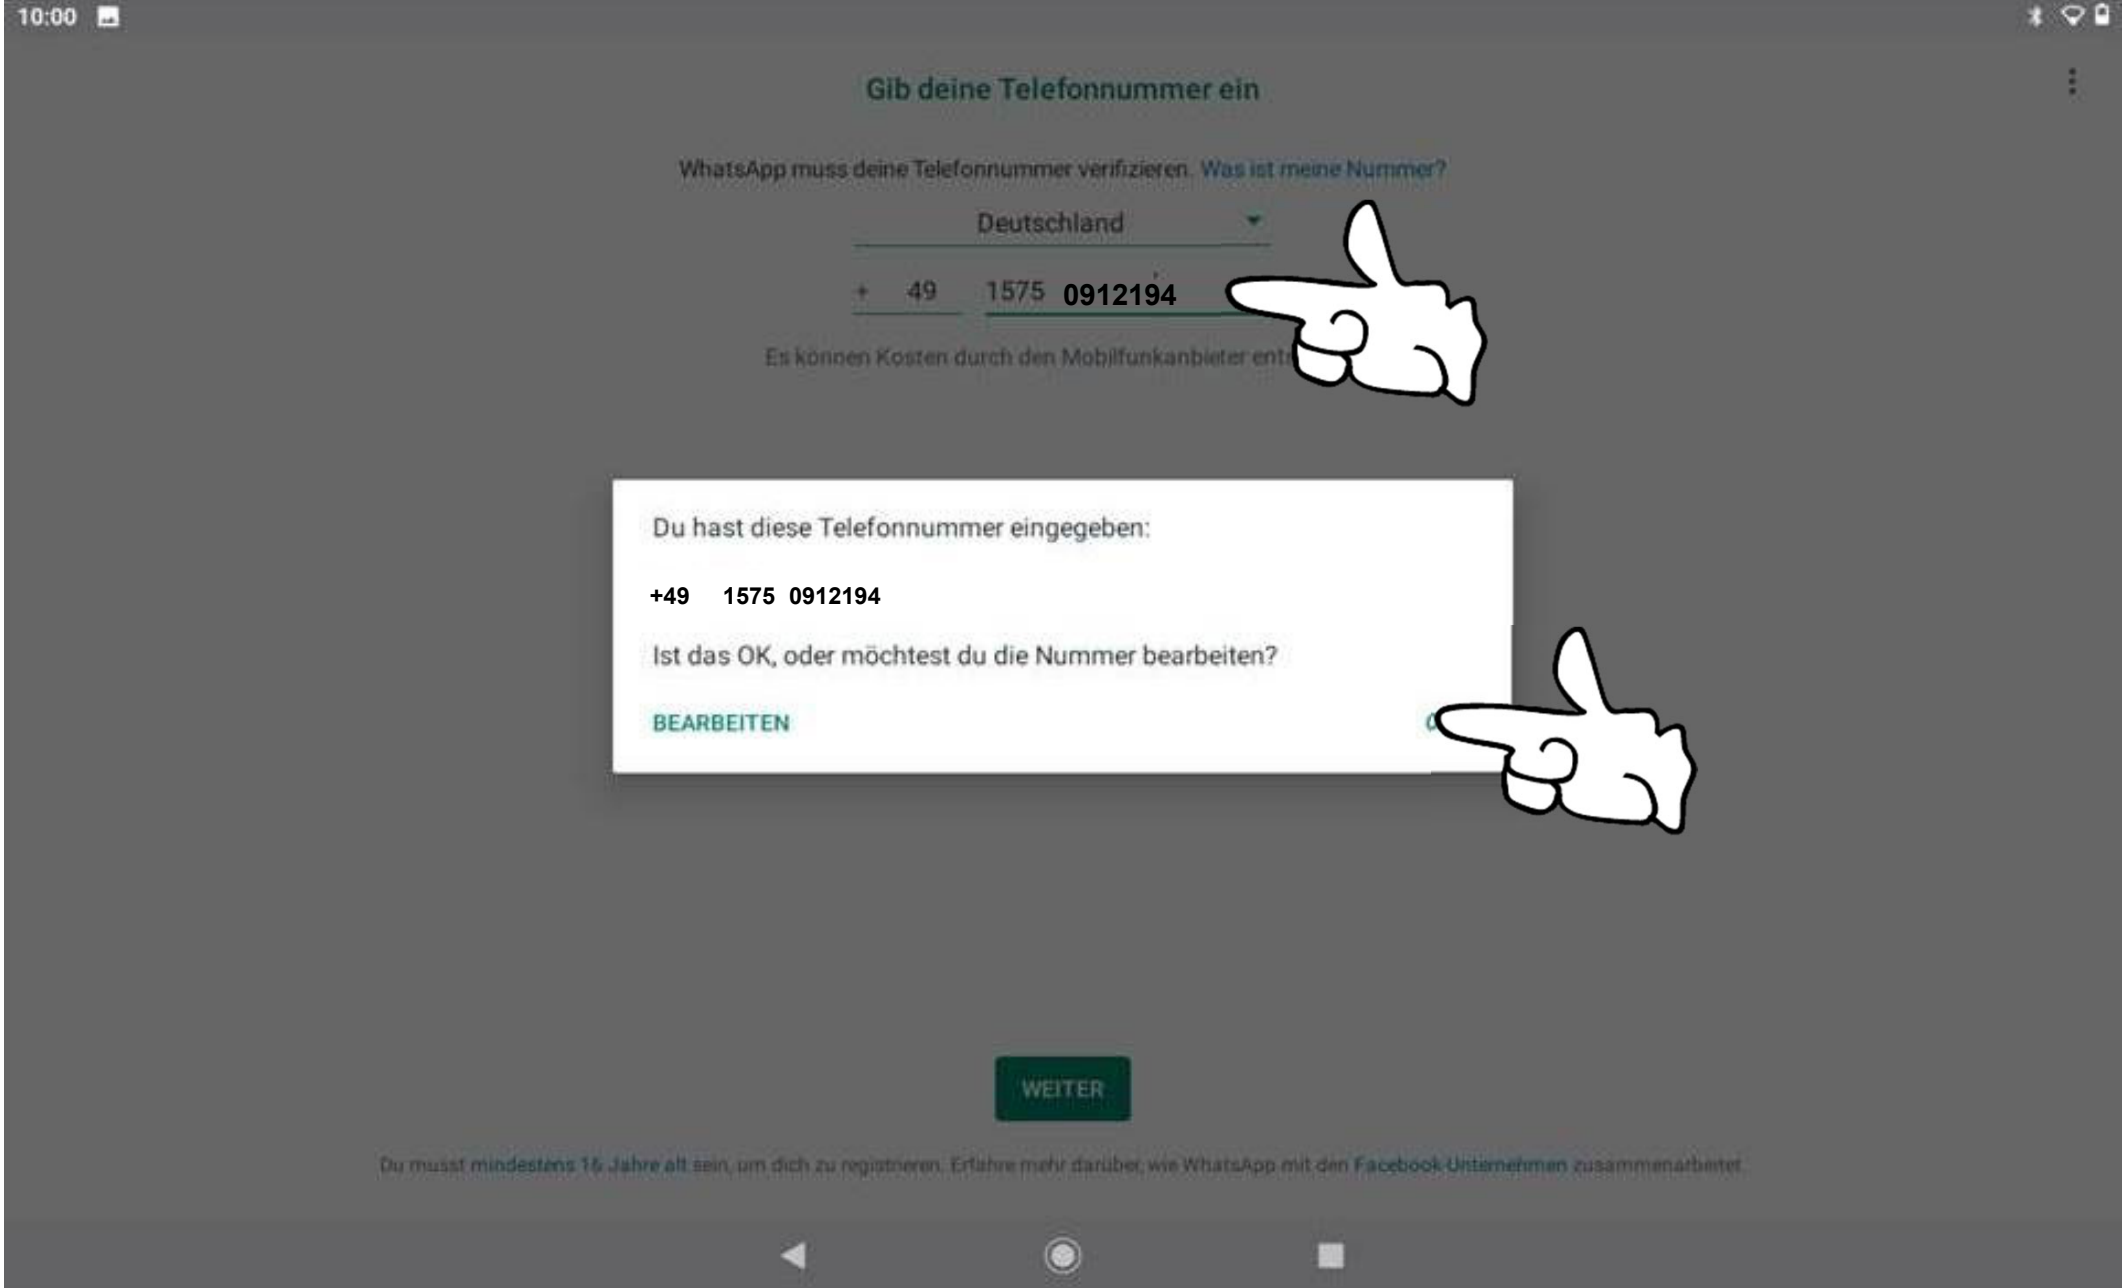 10:00
Gib deine Telefonnummer ein
WhatsApp muss deine Telefonnummer verifizieren. Was ist meine Nummer?
Deutschland
+ 49 1575 0912194
Es können Kosten durch den Mobilfunkanbieter
Du hast diese Telefonnummer eingegeben:
+49 1575 0912194
Ist das OK, oder möchtest du die Nummer bearbeiten?
BEARBEITEN
WEITER
Du musst mindestens 16 Jahre alt sein, um dich zu registrieren. Erfahre mehr darüber, wie WhatsApp mit den Facebook-Unternehmen zusammenarbeitet.